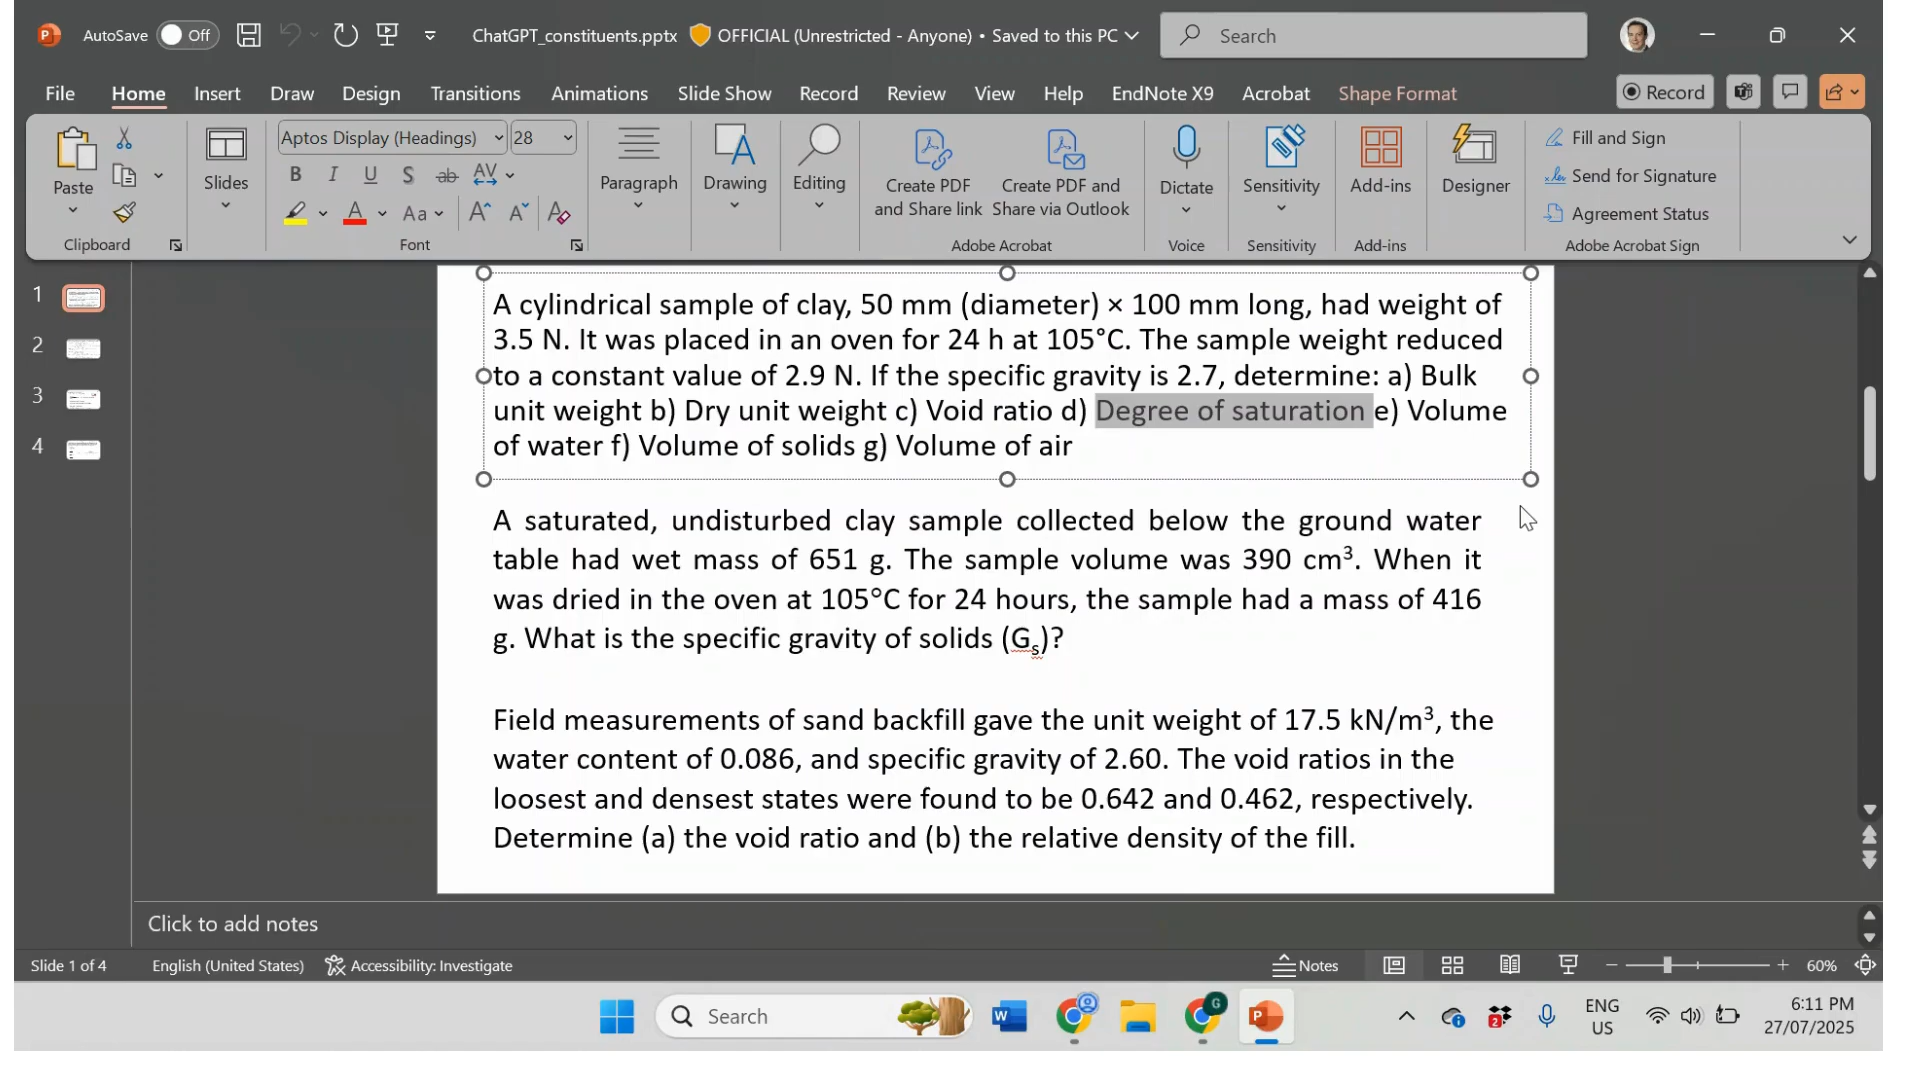 AutoSave Off ChatGPT_constituents.pptx OFFICIAL (Unrestricted - Anyone) • Saved to this PC Search
File Home Insert Draw Design Transitions Animations Slide Show Record Review View Help EndNote X9 Acrobat Shape Format Record
Paste
Clipboard
Slides
Aptos Display (Headings) 28
B I U S ab AV
A Aa A A A
Font
Paragraph
Drawing
Editing
Create PDF and Share link
Create PDF and Share via Outlook
Adobe Acrobat
Dictate
Voice
Sensitivity
Sensitivity
Add-ins
Add-ins
Designer
Fill and Sign
Send for Signature
Agreement Status
Adobe Acrobat Sign
1
2
3
4
A cylindrical sample of clay, 50 mm (diameter) × 100 mm long, had weight of
3.5 N. It was placed in an oven for 24 h at 105°C. The sample weight reduced
to a constant value of 2.9 N. If the specific gravity is 2.7, determine: a) Bulk
unit weight b) Dry unit weight c) Void ratio d) Degree of saturation e) Volume
of water f) Volume of solids g) Volume of air
A saturated, undisturbed clay sample collected below the ground water
table had wet mass of 651 g. The sample volume was 390 cm³. When it
was dried in the oven at 105°C for 24 hours, the sample had a mass of 416
g. What is the specific gravity of solids (Gₛ)?
Field measurements of sand backfill gave the unit weight of 17.5 kN/m³, the
water content of 0.086, and specific gravity of 2.60. The void ratios in the
loosest and densest states were found to be 0.642 and 0.462, respectively.
Determine (a) the void ratio and (b) the relative density of the fill.
Click to add notes
Slide 1 of 4 English (United States) Accessibility: Investigate Notes 60%
Search
ENG
US
6:11 PM
27/07/2025